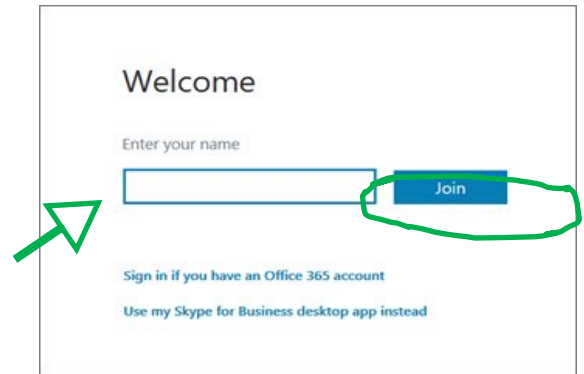 Welcome
Enter your name
Join
Sign in if you have an Office 365 account
Use my Skype for Business desktop app instead